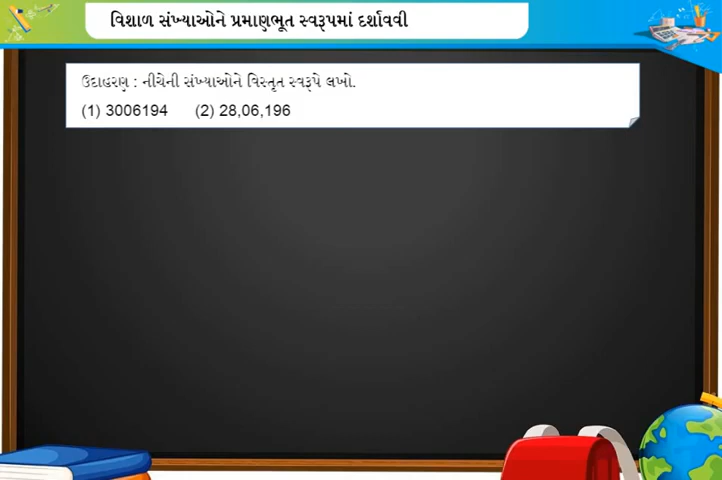 વિશાળ સંખ્યાઓને પ્રમાણભૂત સ્વરૂપમાં દર્શાવવી
ઉદાહરણ : નીચેની સંખ્યાઓને વિસ્તૃત સ્વરૂપે લખો.
(1) 3006194 (2) 28,06,196